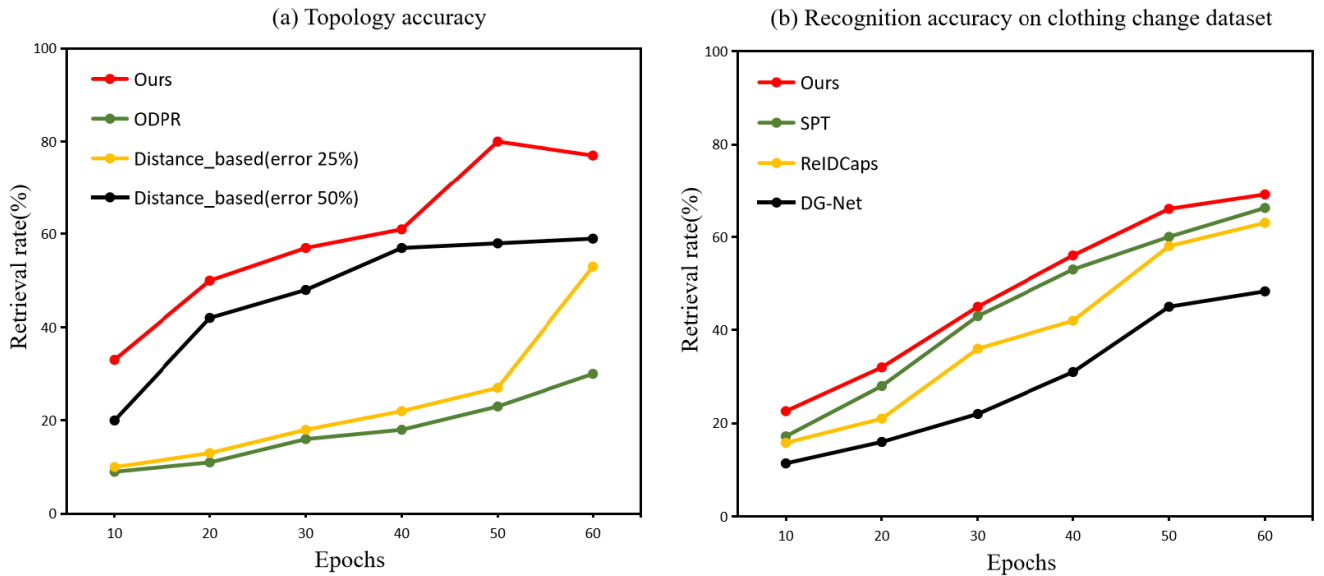 (a) Topology accuracy
100
80
60
40
20
0
Retrieval rate(%)
Ours
ODPR
Distance_based(error 25%)
Distance_based(error 50%)
10 20 30 40 50 60
Epochs
(b) Recognition accuracy on clothing change dataset
100
80
60
40
20
0
Retrieval rate(%)
Ours
SPT
ReIDCaps
DG-Net
10 20 30 40 50 60
Epochs